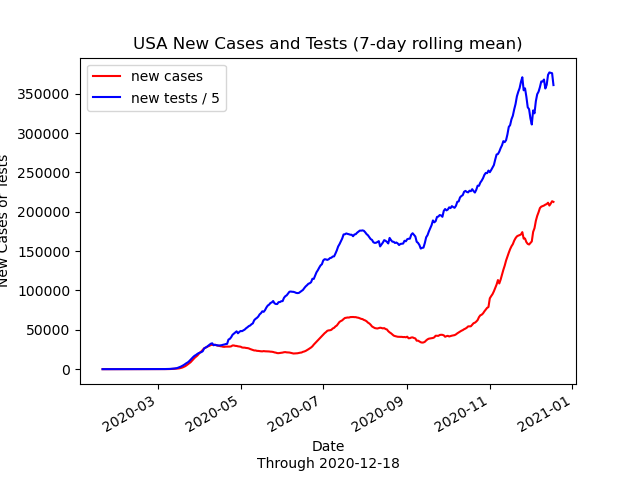 USA New Cases and Tests (7-day rolling mean)
new cases
new tests / 5
350000
300000
250000
200000
150000
100000
50000
0
New Cases or Tests
2020-03
2020-05
2020-07
2020-09
2020-11
2021-01
Date
Through 2020-12-18